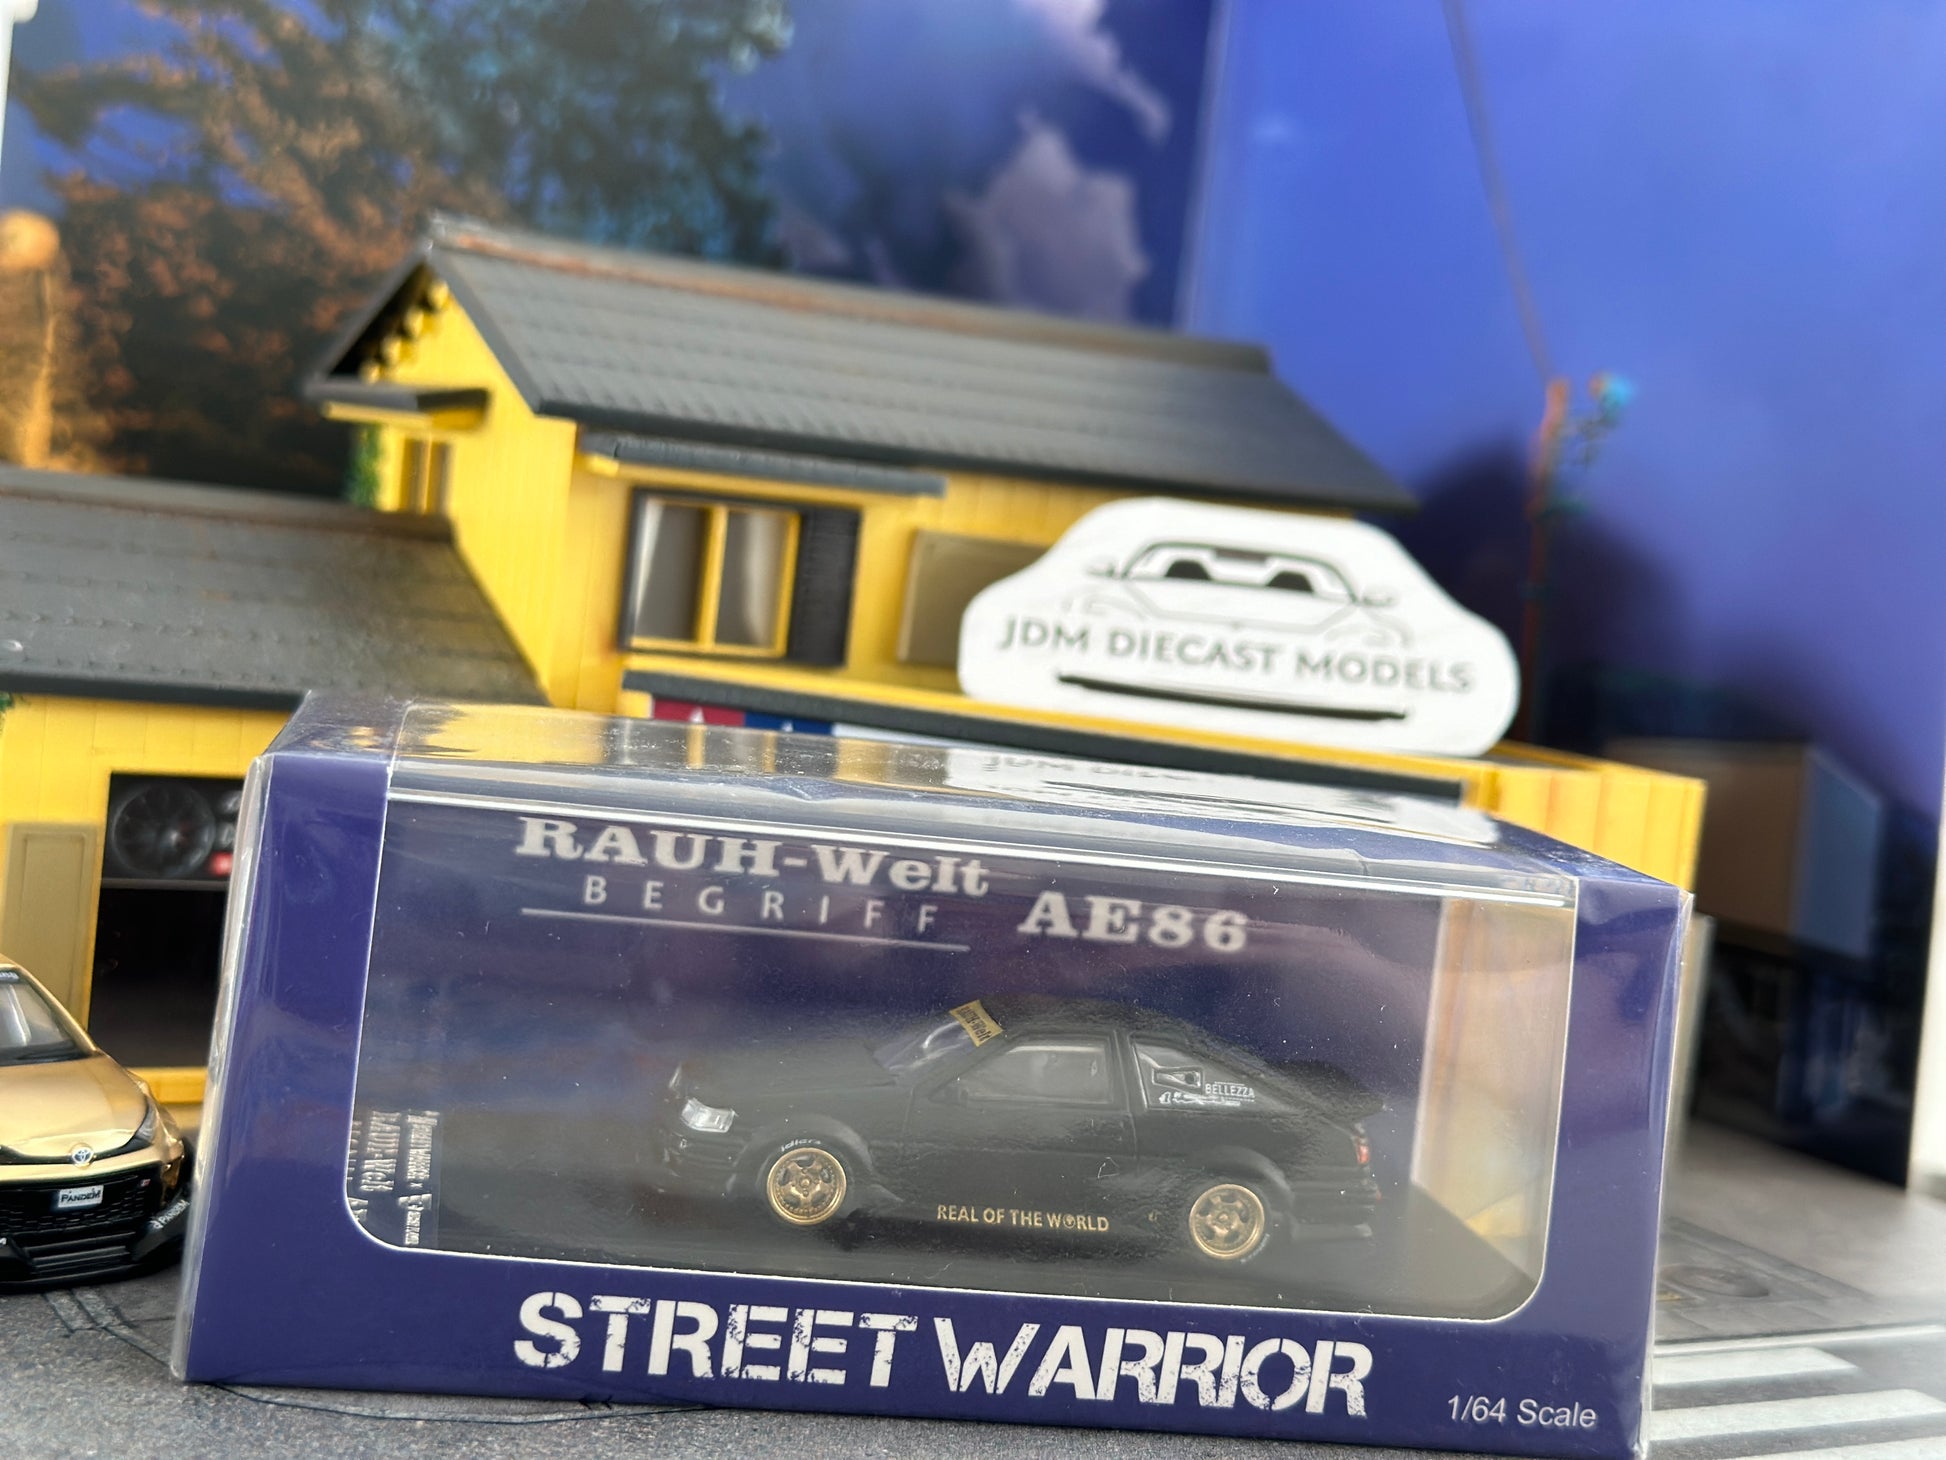 JDM DIECAST MODELS
RAUH-Welt
BEGRIFF
AE86
BELLEZZA
REAL OF THE WORLD
PANDEM
STREET WARRIOR
1/64 Scale